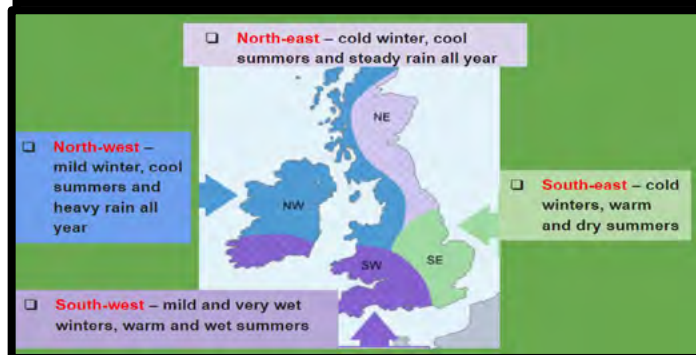 ❑ North-east – cold winter, cool
summers and steady rain all year
NE
❑ North-west –
mild winter, cool
summers and
heavy rain all
year
NW
❑ South-east – cold
winters, warm
and dry summers
SW
SE
❑ South-west – mild and very wet
winters, warm and wet summers